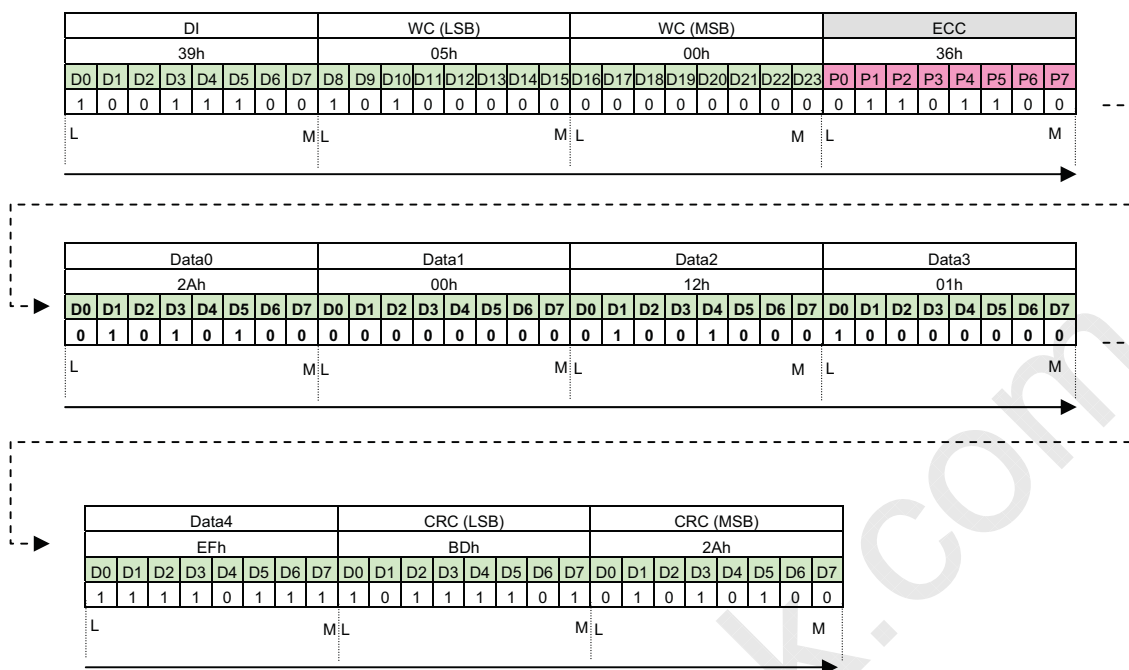 DI WC (LSB) WC (MSB) ECC
39h 05h 00h 36h
D0 D1 D2 D3 D4 D5 D6 D7 D8 D9 D10 D11 D12 D13 D14 D15 D16 D17 D18 D19 D20 D21 D22 D23 P0 P1 P2 P3 P4 P5 P6 P7
1 0 0 1 1 1 0 0 1 0 1 0 0 0 0 0 0 0 0 0 0 0 0 0 0 1 1 0 1 1 0 0
L M L M L M L M
Data0 Data1 Data2 Data3
2Ah 00h 12h 01h
D0 D1 D2 D3 D4 D5 D6 D7 D0 D1 D2 D3 D4 D5 D6 D7 D0 D1 D2 D3 D4 D5 D6 D7 D0 D1 D2 D3 D4 D5 D6 D7
0 1 0 1 0 1 0 0 0 0 0 0 0 0 0 0 0 1 0 0 1 0 0 0 1 0 0 0 0 0 0 0
L M L M L M L M
Data4 CRC (LSB) CRC (MSB)
EFh BDh 2Ah
D0 D1 D2 D3 D4 D5 D6 D7 D0 D1 D2 D3 D4 D5 D6 D7 D0 D1 D2 D3 D4 D5 D6 D7
1 1 1 1 0 1 1 1 1 0 1 1 1 1 0 1 0 1 0 1 0 1 0 0
L M L M L M
k.com